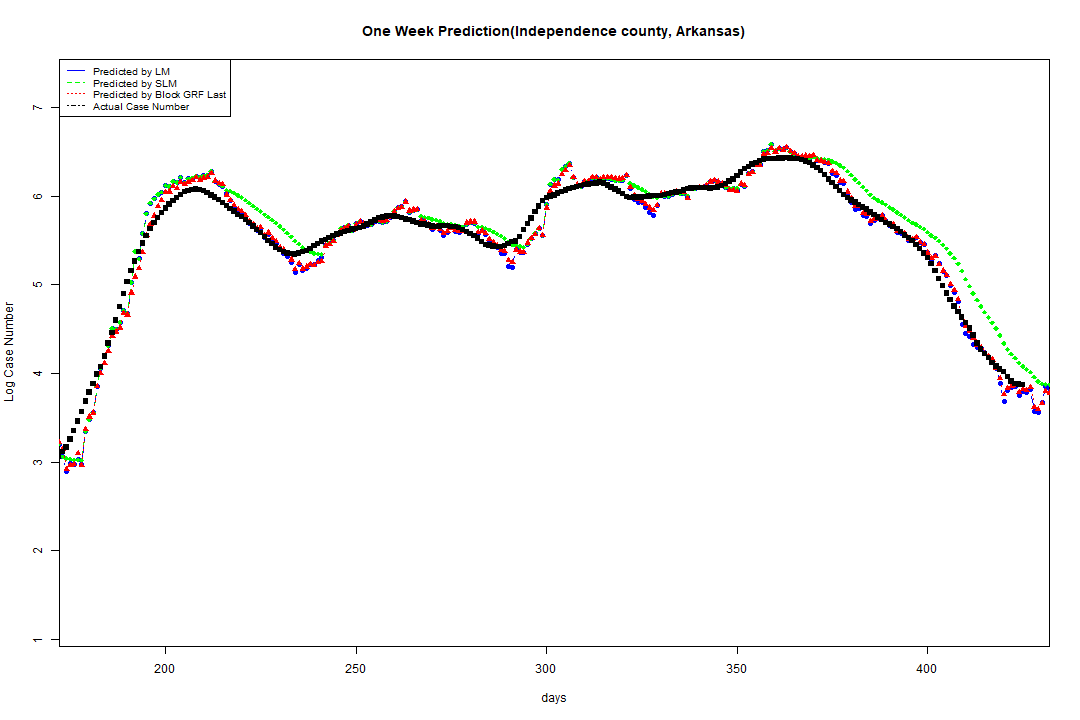 One Week Prediction(Independence county, Arkansas)
Predicted by LM
Predicted by SLM
Predicted by Block GRF Last
Actual Case Number
7
6
5
4
3
2
1
Log Case Number
200 250 300 350 400
days